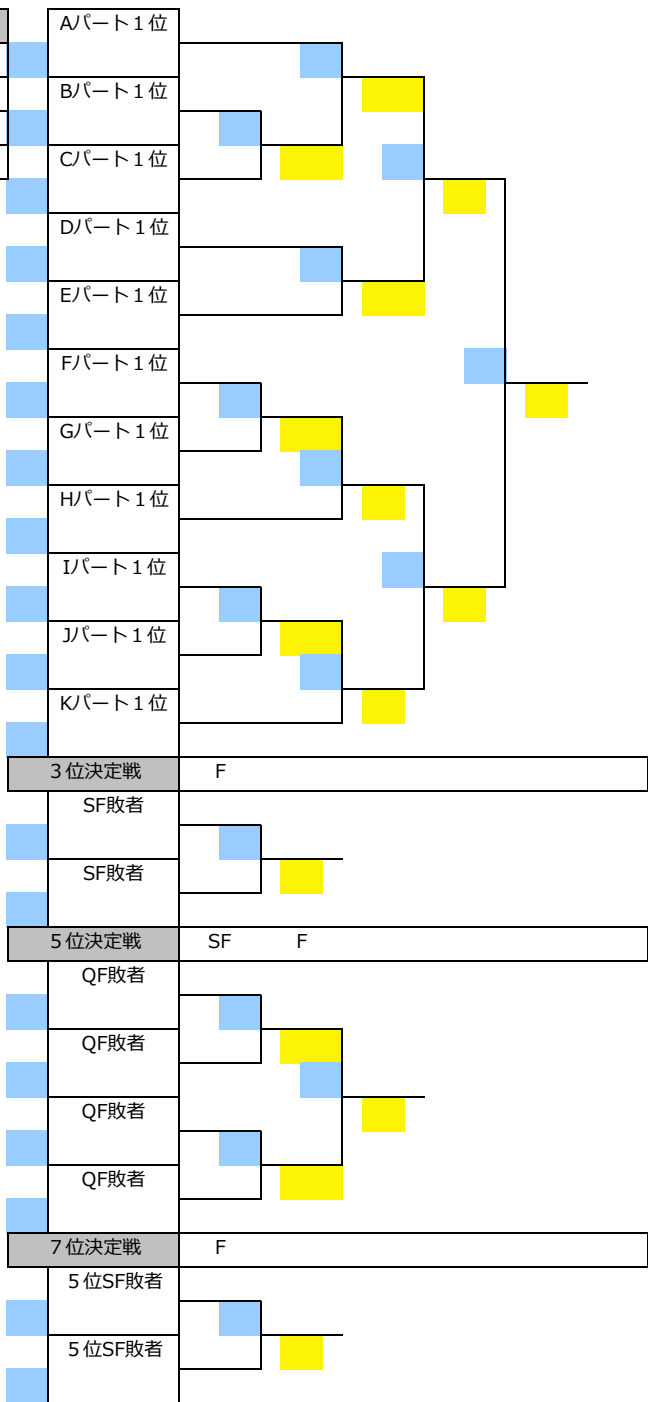 Aパート１位
Bパート１位
Cパート１位
Dパート１位
Eパート１位
Fパート１位
Gパート１位
Hパート１位
Iパート１位
Jパート１位
Kパート１位
３位決定戦 F
SF敗者
SF敗者
５位決定戦 SF F
QF敗者
QF敗者
QF敗者
QF敗者
７位決定戦 F
５位SF敗者
５位SF敗者